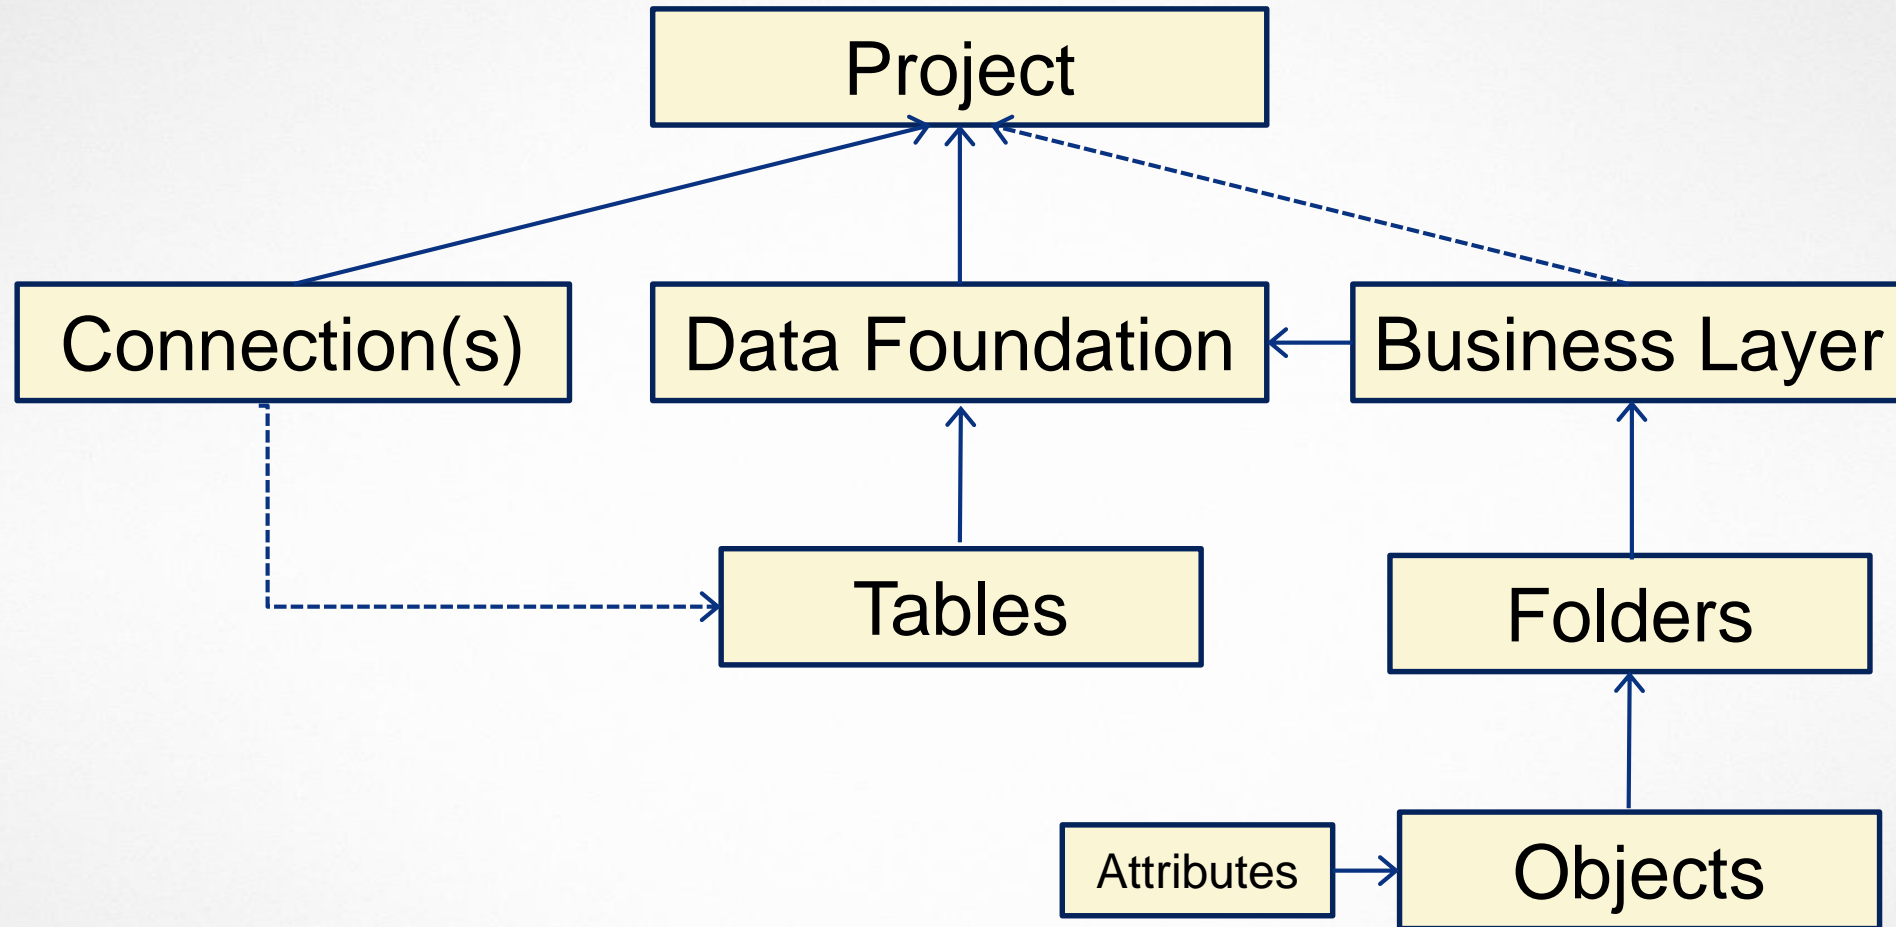 Project
Connection(s)
Data Foundation
Business Layer
Tables
Folders
Attributes
Objects